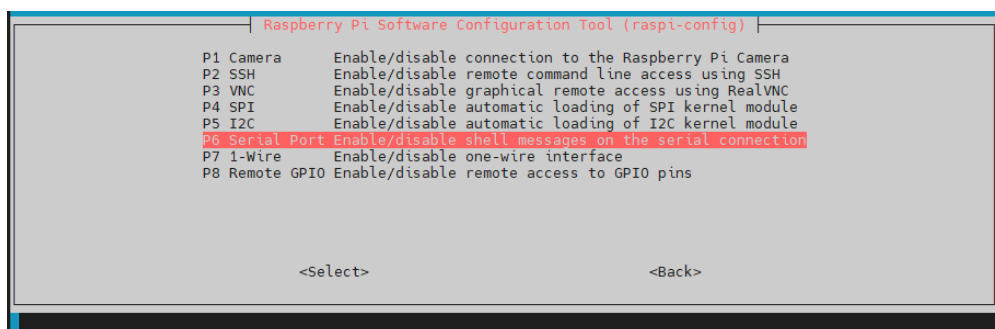 Raspberry Pi Software Configuration Tool (raspi-config)
P1 Camera Enable/disable connection to the Raspberry Pi Camera
P2 SSH Enable/disable remote command line access using SSH
P3 VNC Enable/disable graphical remote access using RealVNC
P4 SPI Enable/disable automatic loading of SPI kernel module
P5 I2C Enable/disable automatic loading of I2C kernel module
P6 Serial Port Enable/disable shell messages on the serial connection
P7 1-Wire Enable/disable one-wire interface
P8 Remote GPIO Enable/disable remote access to GPIO pins
<Select> <Back>